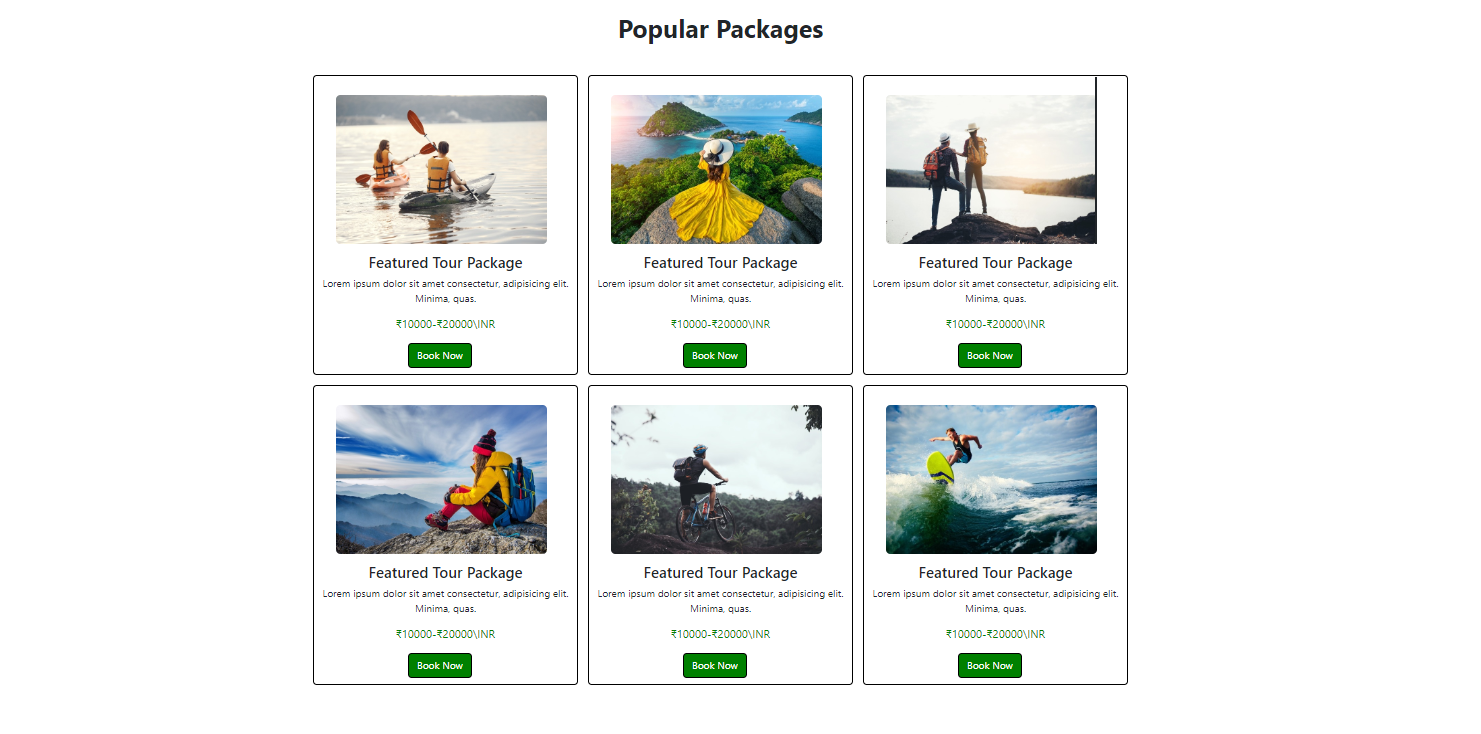 Popular Packages
Featured Tour Package
Lorem ipsum dolor sit amet consectetur, adipisicing elit.
Minima, quas.
₹10000-₹20000\INR
Book Now
Featured Tour Package
Lorem ipsum dolor sit amet consectetur, adipisicing elit.
Minima, quas.
₹10000-₹20000\INR
Book Now
Featured Tour Package
Lorem ipsum dolor sit amet consectetur, adipisicing elit.
Minima, quas.
₹10000-₹20000\INR
Book Now
Featured Tour Package
Lorem ipsum dolor sit amet consectetur, adipisicing elit.
Minima, quas.
₹10000-₹20000\INR
Book Now
Featured Tour Package
Lorem ipsum dolor sit amet consectetur, adipisicing elit.
Minima, quas.
₹10000-₹20000\INR
Book Now
Featured Tour Package
Lorem ipsum dolor sit amet consectetur, adipisicing elit.
Minima, quas.
₹10000-₹20000\INR
Book Now